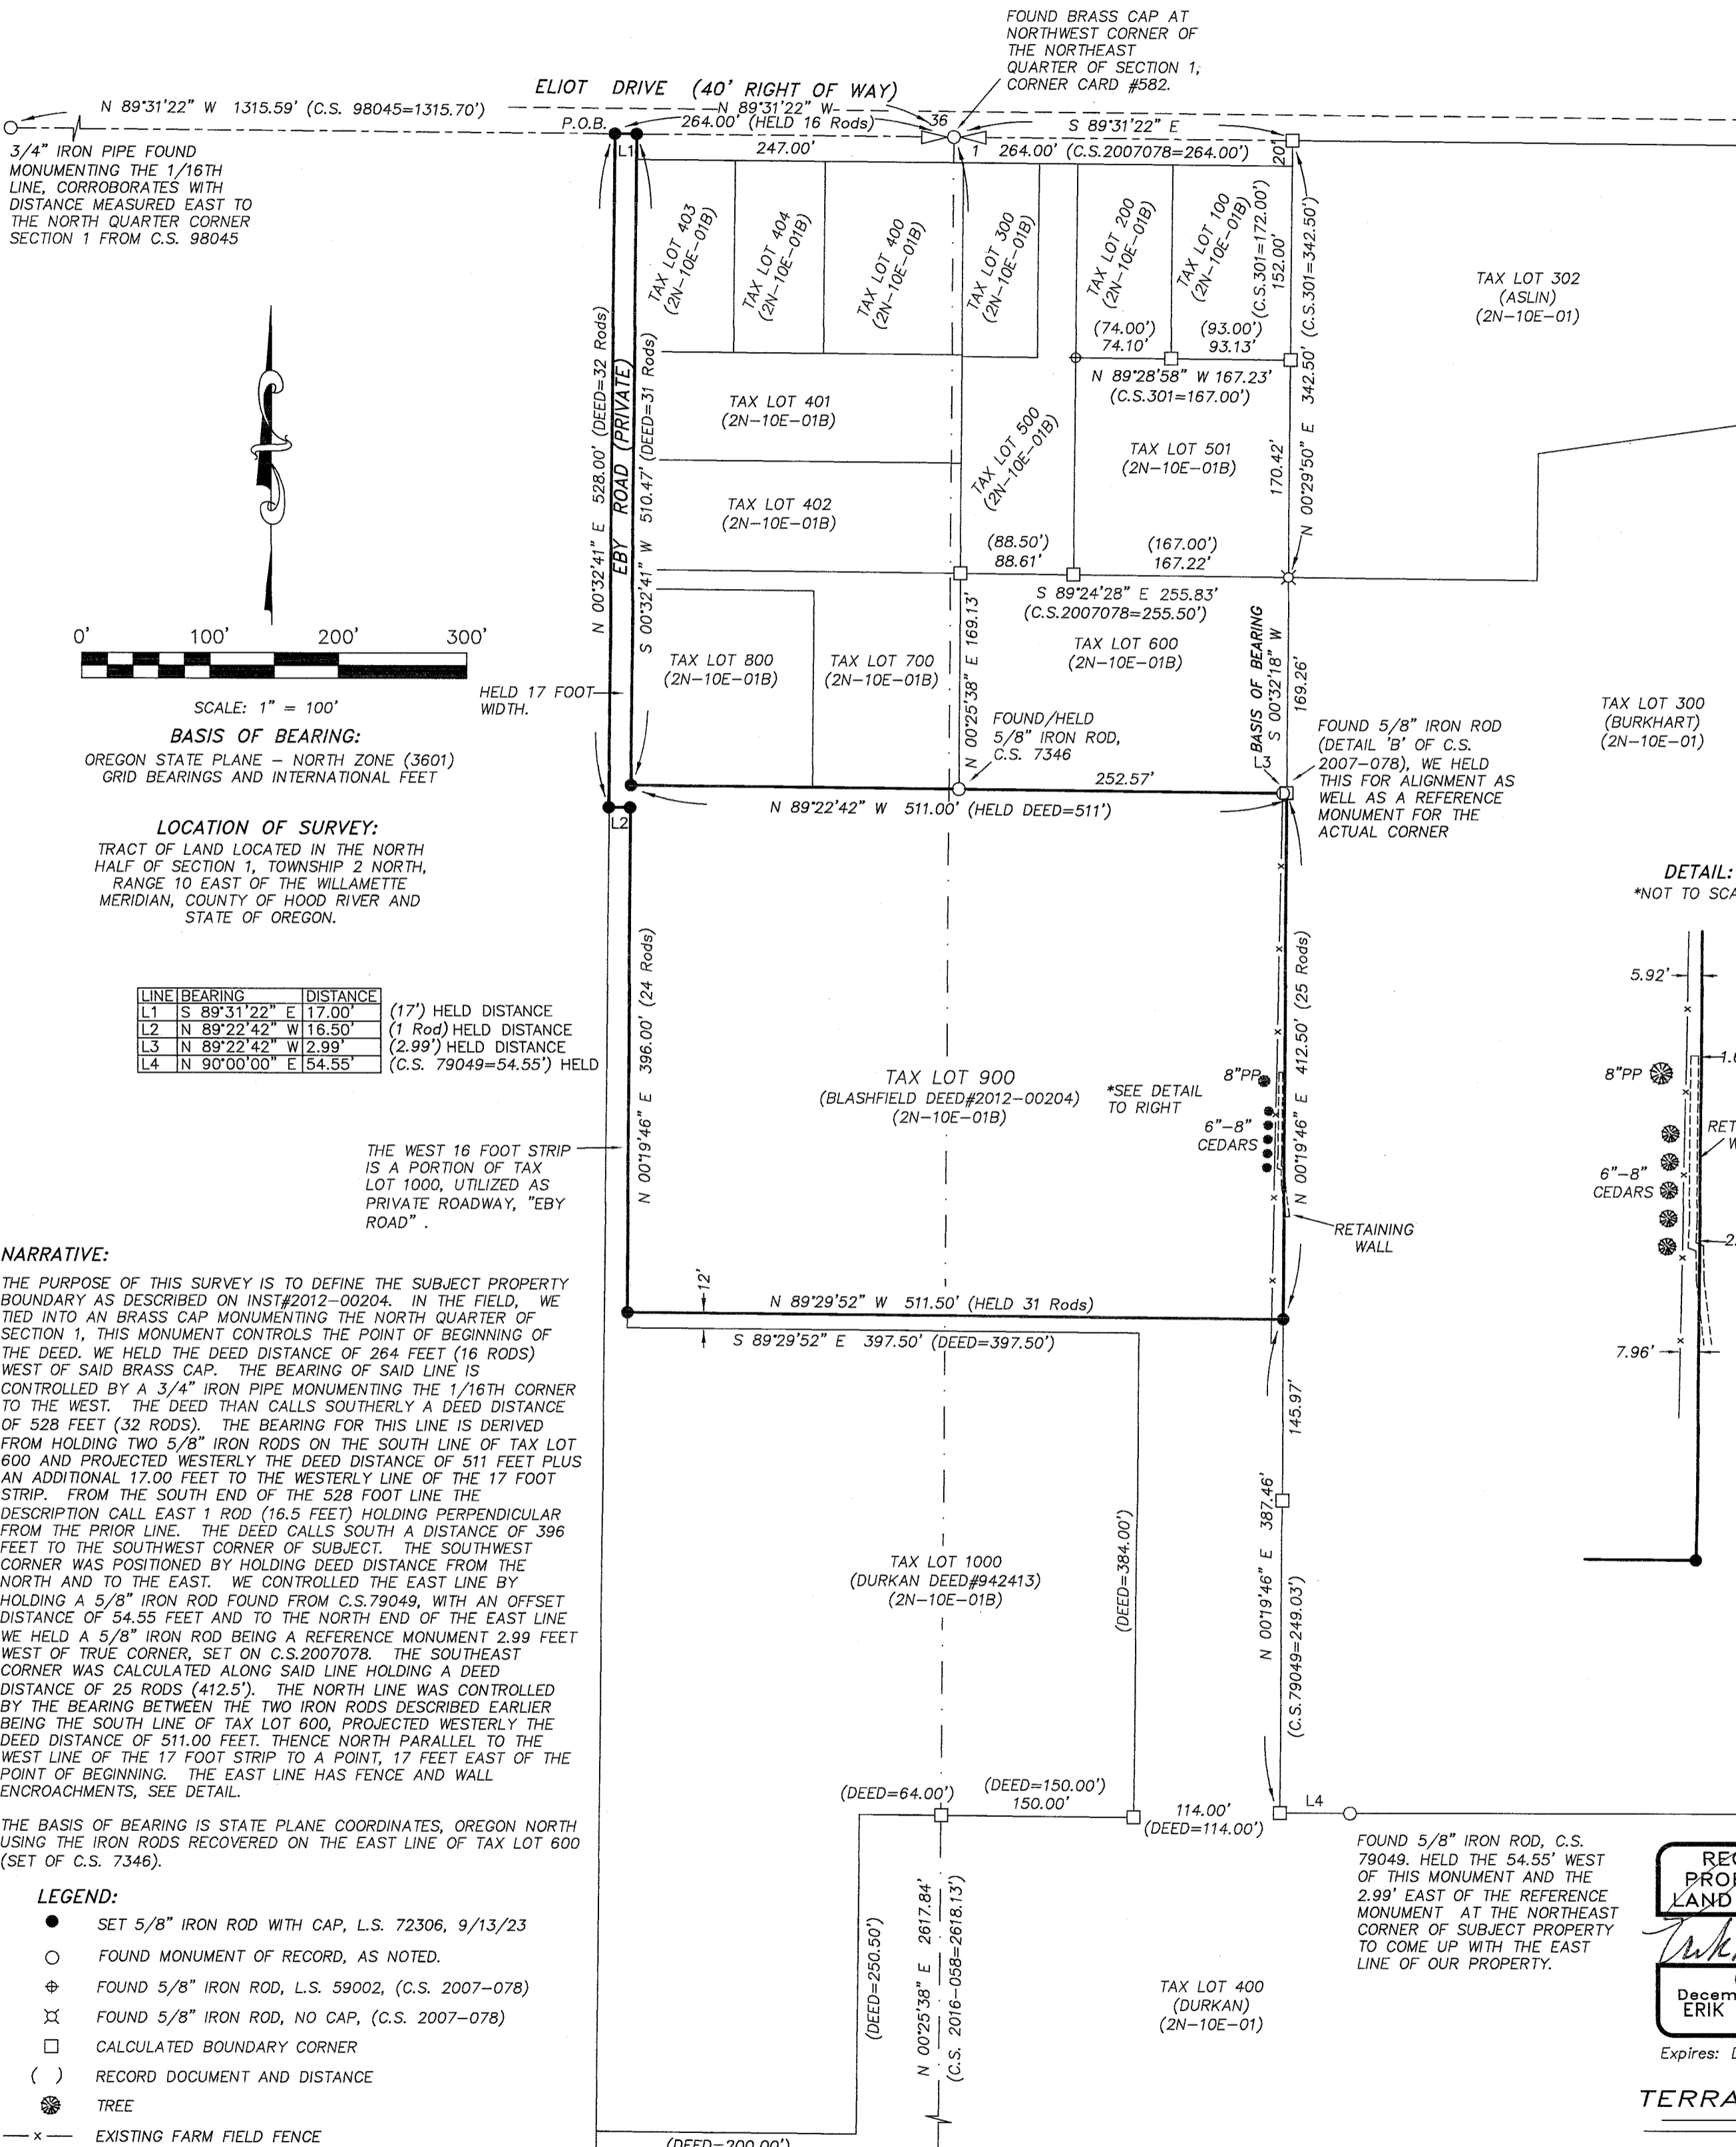 FOUND BRASS CAP AT
NORTHWEST CORNER OF
THE NORTHEAST
QUARTER OF SECTION 1,
CORNER CARD #582.
ELIOT DRIVE (40' RIGHT OF WAY)
N 89°31'22" W 1315.59' (C.S. 98045=1315.70')
N 89°31'22" W
P.O.B.
264.00' (HELD 16 Rods)
36
S 89°31'22" E
L1
247.00'
1
264.00' (C.S.2007078=264.00')
20'
3/4" IRON PIPE FOUND
MONUMENTING THE 1/16TH
LINE, CORROBORATES WITH
DISTANCE MEASURED EAST TO
THE NORTH QUARTER CORNER
SECTION 1 FROM C.S. 98045
TAX LOT 403
(2N-10E-01B)
TAX LOT 404
(2N-10E-01B)
TAX LOT 400
(2N-10E-01B)
TAX LOT 300
(2N-10E-01B)
TAX LOT 200
(2N-10E-01B)
TAX LOT 100
(2N-10E-01B)
(C.S.301=172.00')
152.00'
N 00°29'50" E 342.50' (C.S.301=342.50')
TAX LOT 302
(ASLIN)
(2N-10E-01)
(74.00')
74.10'
(93.00')
93.13'
N 89°28'58" W 167.23'
(C.S.301=167.00')
N 00°32'41" E 528.00' (DEED=32 Rods)
EBY ROAD (PRIVATE)
S 00°32'41" W 510.47' (DEED=31 Rods)
TAX LOT 401
(2N-10E-01B)
TAX LOT 500
(2N-10E-01B)
TAX LOT 501
(2N-10E-01B)
170.42'
TAX LOT 402
(2N-10E-01B)
(88.50')
88.61'
(167.00')
167.22'
S 89°24'28" E 255.83'
(C.S.2007078=255.50')
0' 100' 200' 300'
SCALE: 1" = 100'
BASIS OF BEARING:
OREGON STATE PLANE - NORTH ZONE (3601)
GRID BEARINGS AND INTERNATIONAL FEET
HELD 17 FOOT
WIDTH.
TAX LOT 800
(2N-10E-01B)
TAX LOT 700
(2N-10E-01B)
N 00°25'38" E 169.13'
TAX LOT 600
(2N-10E-01B)
BASIS OF BEARING
S 00°32'18" W
169.26'
L3
FOUND/HELD
5/8" IRON ROD,
C.S. 7346
252.57'
N 89°22'42" W 511.00' (HELD DEED=511')
L2
FOUND 5/8" IRON ROD
(DETAIL 'B' OF C.S.
2007-078), WE HELD
THIS FOR ALIGNMENT AS
WELL AS A REFERENCE
MONUMENT FOR THE
ACTUAL CORNER
TAX LOT 300
(BURKHART)
(2N-10E-01)
LOCATION OF SURVEY:
TRACT OF LAND LOCATED IN THE NORTH
HALF OF SECTION 1, TOWNSHIP 2 NORTH,
RANGE 10 EAST OF THE WILLAMETTE
MERIDIAN, COUNTY OF HOOD RIVER AND
STATE OF OREGON.
LINE BEARING DISTANCE
L1 S 89°31'22" E 17.00' (17') HELD DISTANCE
L2 N 89°22'42" W 16.50' (1 Rod) HELD DISTANCE
L3 N 89°22'42" W 2.99' (2.99') HELD DISTANCE
L4 N 90°00'00" E 54.55' (C.S. 79049=54.55') HELD
N 00°19'46" E 396.00' (24 Rods)
TAX LOT 900
(BLASHFIELD DEED#2012-00204)
(2N-10E-01B)
*SEE DETAIL
TO RIGHT
8"PP
6"-8"
CEDARS
N 00°19'46" E 412.50' (25 Rods)
RETAINING
WALL
DETAIL:
*NOT TO SCA
5.92'
8"PP
6"-8"
CEDARS
7.96'
THE WEST 16 FOOT STRIP
IS A PORTION OF TAX
LOT 1000, UTILIZED AS
PRIVATE ROADWAY, "EBY
ROAD" .
12'
N 89°29'52" W 511.50' (HELD 31 Rods)
S 89°29'52" E 397.50' (DEED=397.50')
145.97'
NARRATIVE:
THE PURPOSE OF THIS SURVEY IS TO DEFINE THE SUBJECT PROPERTY
BOUNDARY AS DESCRIBED ON INST#2012-00204. IN THE FIELD, WE
TIED INTO AN BRASS CAP MONUMENTING THE NORTH QUARTER OF
SECTION 1, THIS MONUMENT CONTROLS THE POINT OF BEGINNING OF
THE DEED. WE HELD THE DEED DISTANCE OF 264 FEET (16 RODS)
WEST OF SAID BRASS CAP. THE BEARING OF SAID LINE IS
CONTROLLED BY A 3/4" IRON PIPE MONUMENTING THE 1/16TH CORNER
TO THE WEST. THE DEED THAN CALLS SOUTHERLY A DEED DISTANCE
OF 528 FEET (32 RODS). THE BEARING FOR THIS LINE IS DERIVED
FROM HOLDING TWO 5/8" IRON RODS ON THE SOUTH LINE OF TAX LOT
600 AND PROJECTED WESTERLY THE DEED DISTANCE OF 511 FEET PLUS
AN ADDITIONAL 17.00 FEET TO THE WESTERLY LINE OF THE 17 FOOT
STRIP. FROM THE SOUTH END OF THE 528 FOOT LINE THE
DESCRIPTION CALL EAST 1 ROD (16.5 FEET) HOLDING PERPENDICULAR
FROM THE PRIOR LINE. THE DEED CALLS SOUTH A DISTANCE OF 396
FEET TO THE SOUTHWEST CORNER OF SUBJECT. THE SOUTHWEST
CORNER WAS POSITIONED BY HOLDING DEED DISTANCE FROM THE
NORTH AND TO THE EAST. WE CONTROLLED THE EAST LINE BY
HOLDING A 5/8" IRON ROD FOUND FROM C.S.79049, WITH AN OFFSET
DISTANCE OF 54.55 FEET AND TO THE NORTH END OF THE EAST LINE
WE HELD A 5/8" IRON ROD BEING A REFERENCE MONUMENT 2.99 FEET
WEST OF TRUE CORNER, SET ON C.S.2007078. THE SOUTHEAST
CORNER WAS CALCULATED ALONG SAID LINE HOLDING A DEED
DISTANCE OF 25 RODS (412.5'). THE NORTH LINE WAS CONTROLLED
BY THE BEARING BETWEEN THE TWO IRON RODS DESCRIBED EARLIER
BEING THE SOUTH LINE OF TAX LOT 600, PROJECTED WESTERLY THE
DEED DISTANCE OF 511.00 FEET. THENCE NORTH PARALLEL TO THE
WEST LINE OF THE 17 FOOT STRIP TO A POINT, 17 FEET EAST OF THE
POINT OF BEGINNING. THE EAST LINE HAS FENCE AND WALL
ENCROACHMENTS, SEE DETAIL.
THE BASIS OF BEARING IS STATE PLANE COORDINATES, OREGON NORTH
USING THE IRON RODS RECOVERED ON THE EAST LINE OF TAX LOT 600
(SET OF C.S. 7346).
TAX LOT 1000
(DURKAN DEED#942413)
(2N-10E-01B)
(DEED=384.00')
N 00°19'46" E 387.46'
(C.S.79049=249.03')
(DEED=64.00')
(DEED=150.00')
150.00'
114.00'
(DEED=114.00')
L4
FOUND 5/8" IRON ROD, C.S.
79049. HELD THE 54.55' WEST
OF THIS MONUMENT AND THE
2.99' EAST OF THE REFERENCE
MONUMENT AT THE NORTHEAST
CORNER OF SUBJECT PROPERTY
TO COME UP WITH THE EAST
LINE OF OUR PROPERTY.
(DEED=250.50')
N 00°25'38" E 2617.84'
(C.S. 2016-058=2618.13')
TAX LOT 400
(DURKAN)
(2N-10E-01)
LEGEND:
SET 5/8" IRON ROD WITH CAP, L.S. 72306, 9/13/23
FOUND MONUMENT OF RECORD, AS NOTED.
FOUND 5/8" IRON ROD, L.S. 59002, (C.S. 2007-078)
FOUND 5/8" IRON ROD, NO CAP, (C.S. 2007-078)
CALCULATED BOUNDARY CORNER
( ) RECORD DOCUMENT AND DISTANCE
TREE
x EXISTING FARM FIELD FENCE
(DEED=200.00')
LAND
Decem
ERIK
Expires:
TERRA